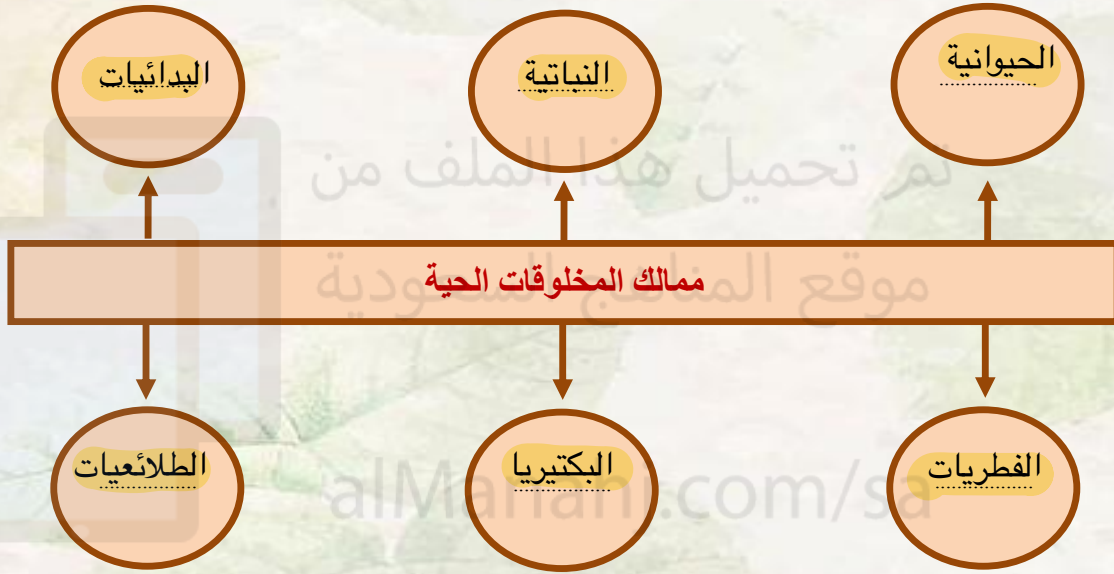 الحيوانية
النباتية
البدائيات
تم تحميل هذا الملف من
ممالك المخلوقات الحية
موقع المناهج السعودية
الفطريات
البكتيريا
الطلائعيات
alManahj.com/sa